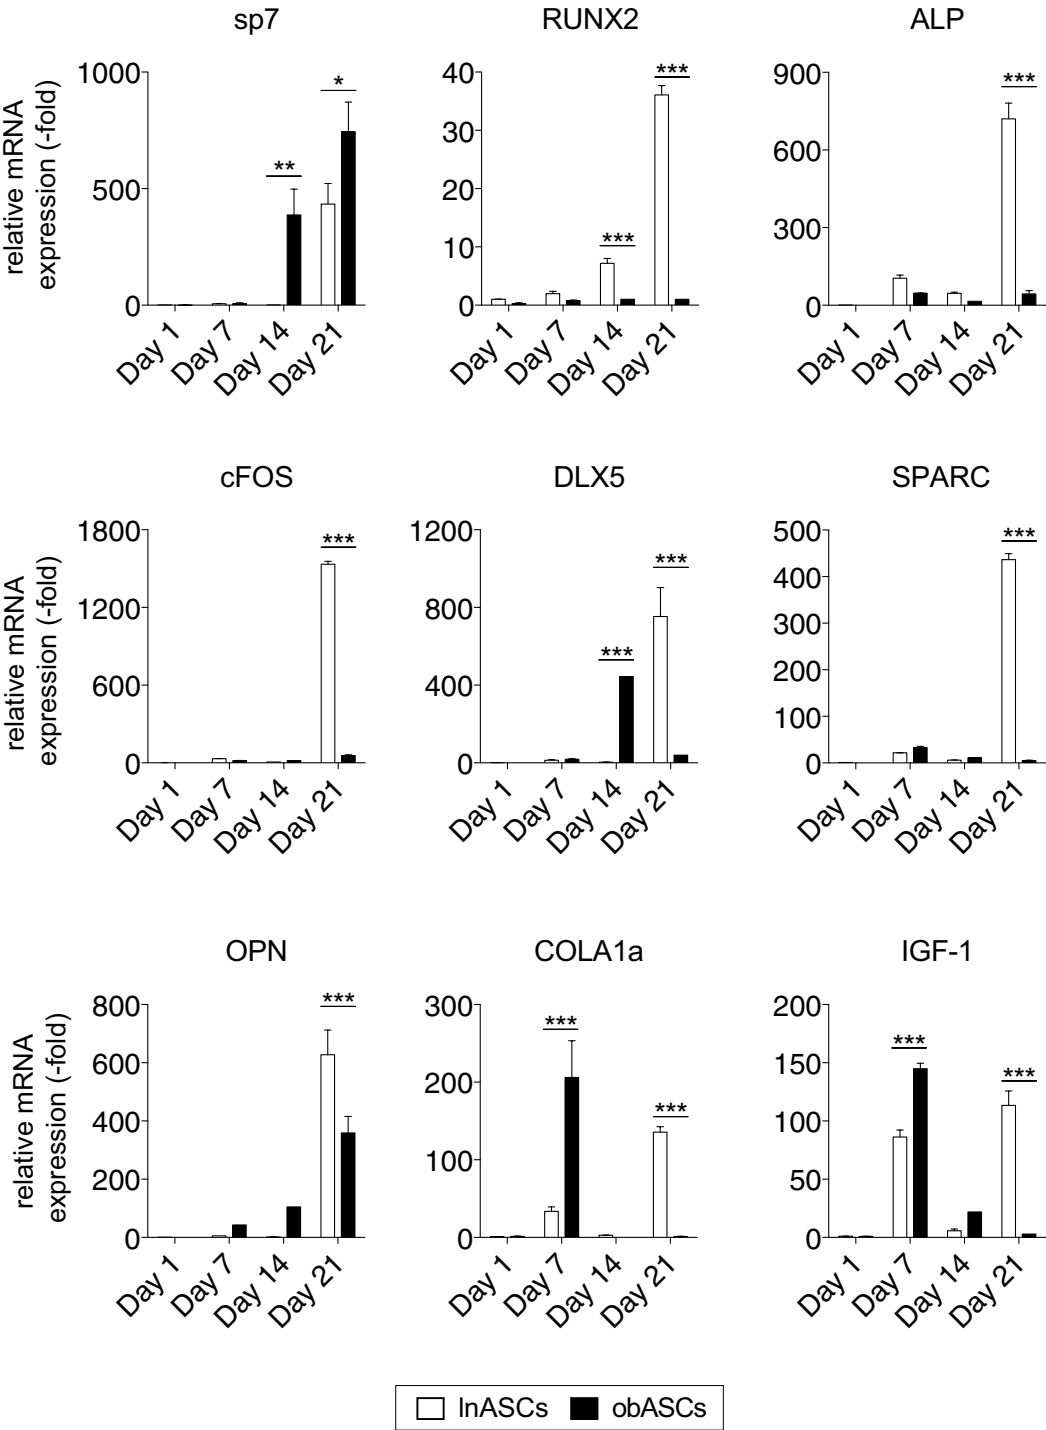 sp7
RUNX2
ALP
relative mRNA
expression (-fold)
1000
500
0
*
**
Day 1
Day 7
Day 14
Day 21
40
30
20
10
0
***
***
Day 1
Day 7
Day 14
Day 21
900
600
300
0
***
Day 1
Day 7
Day 14
Day 21
cFOS
DLX5
SPARC
relative mRNA
expression (-fold)
1800
1200
600
0
***
Day 1
Day 7
Day 14
Day 21
1200
800
400
0
***
***
Day 1
Day 7
Day 14
Day 21
500
400
300
200
100
0
***
Day 1
Day 7
Day 14
Day 21
OPN
COLA1a
IGF-1
relative mRNA
expression (-fold)
800
600
400
200
0
***
Day 1
Day 7
Day 14
Day 21
300
200
100
0
***
***
Day 1
Day 7
Day 14
Day 21
200
150
100
50
0
***
***
Day 1
Day 7
Day 14
Day 21
lnASCs obASCs